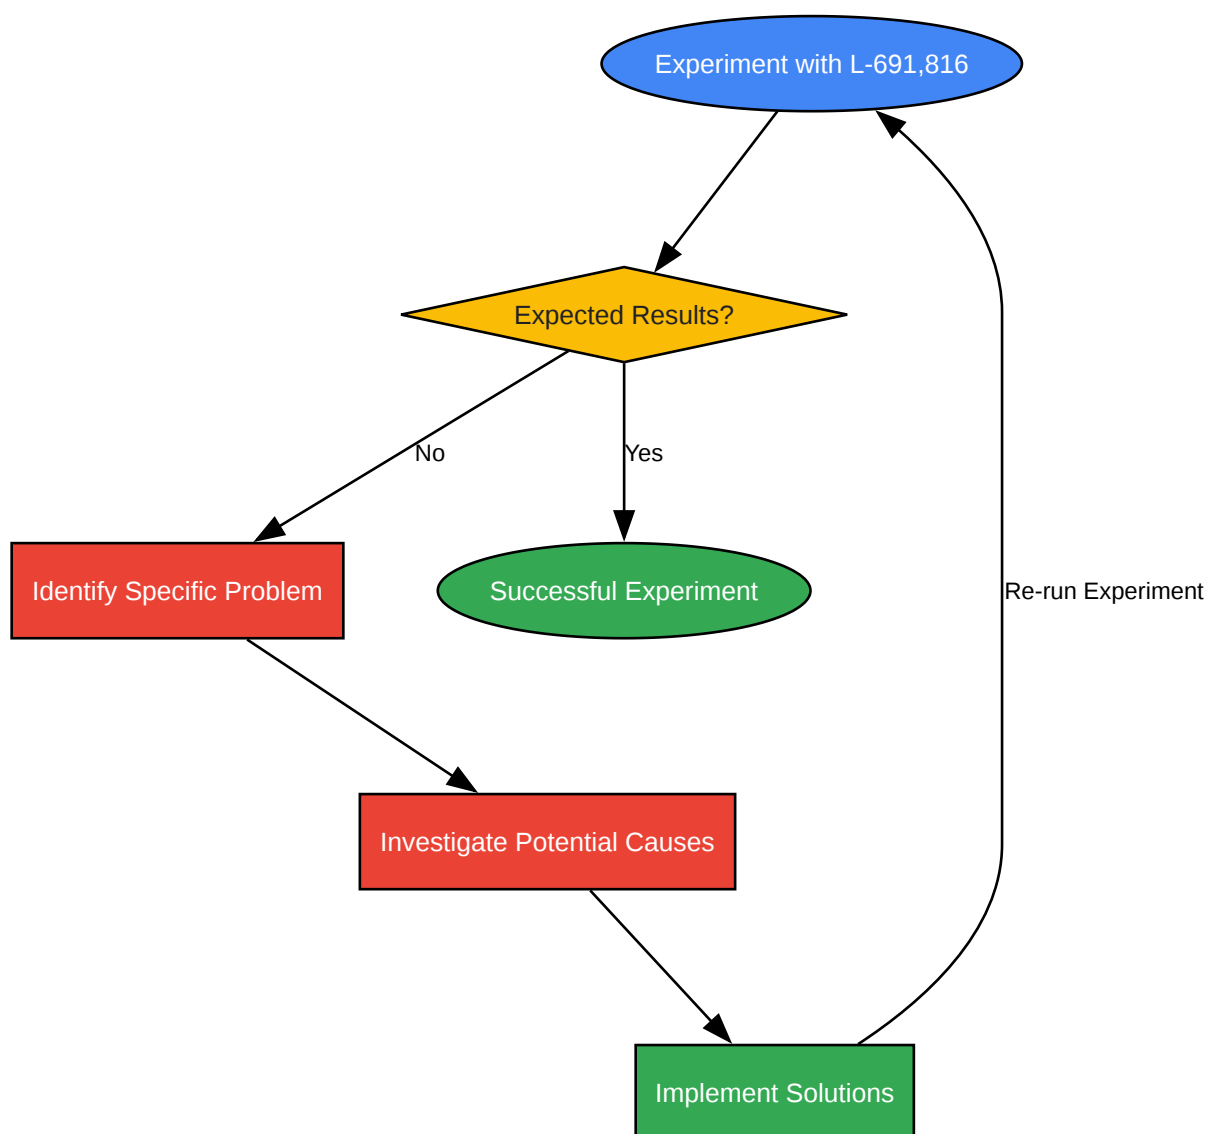 Experiment with L-691,816
Expected Results?
No
Yes
Identify Specific Problem
Successful Experiment
Re-run Experiment
Investigate Potential Causes
Implement Solutions